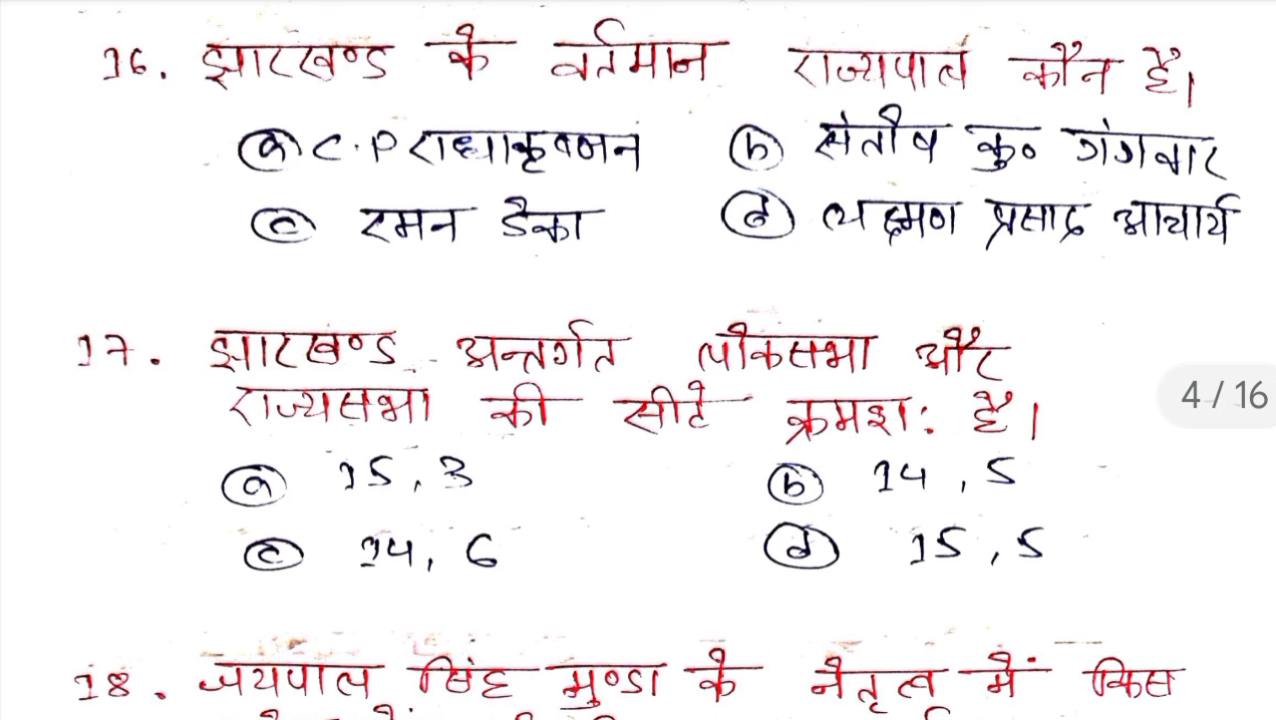 16. झारखण्ड के वर्तमान राज्यपाल कौन है।
(a) C.P राधाकृष्णन (b) संतोष कु० गंगवार
(c) रमन डेका (d) लक्ष्मण प्रसाद आचार्य
17. झारखण्ड अन्तर्गत लोकसभा और
राज्यसभा की सीटे क्रमशः है।
4 / 16
(a) 15, 3 (b) 14, 5
(c) 14, 6 (d) 15, 5
18. जयपाल सिंह मुण्डा के नेतृत्व में किस